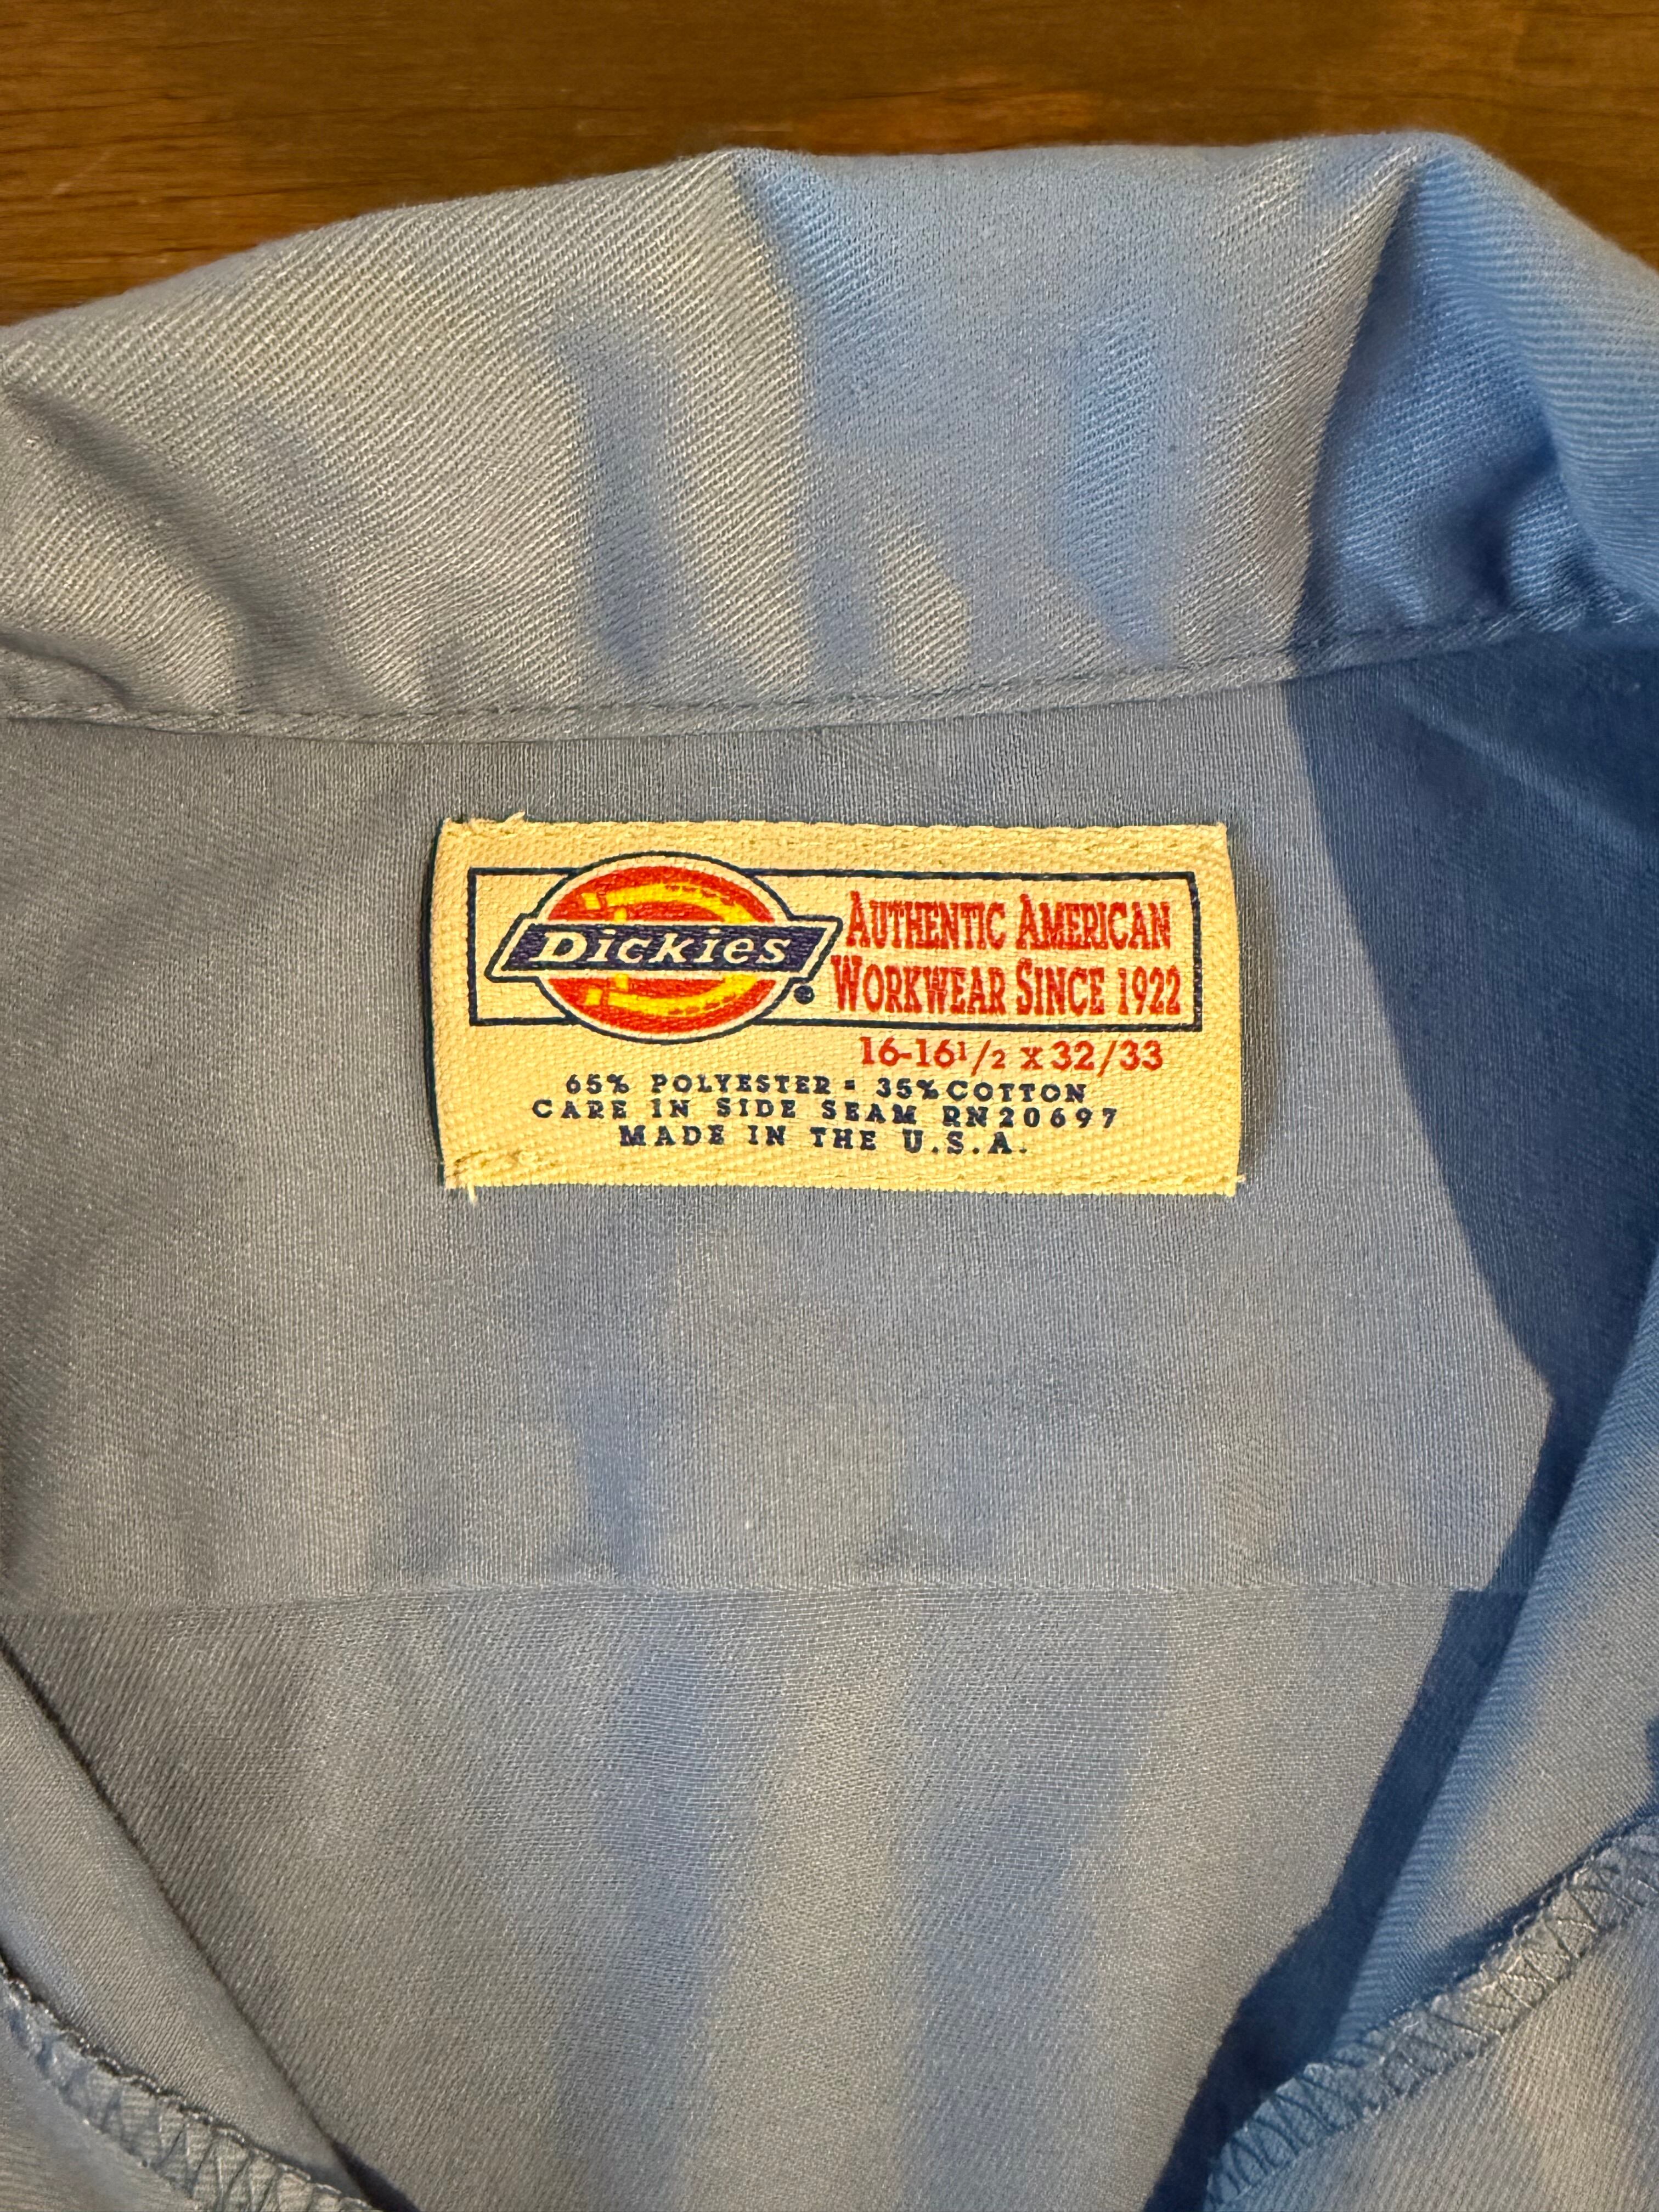 Dickies
AUTHENTIC AMERICAN
WORKWEAR SINCE 1922
16-16½ x 32/33
65% POLYESTER - 35% COTTON
CARE IN SIDE SEAM RN20697
MADE IN THE U.S.A.